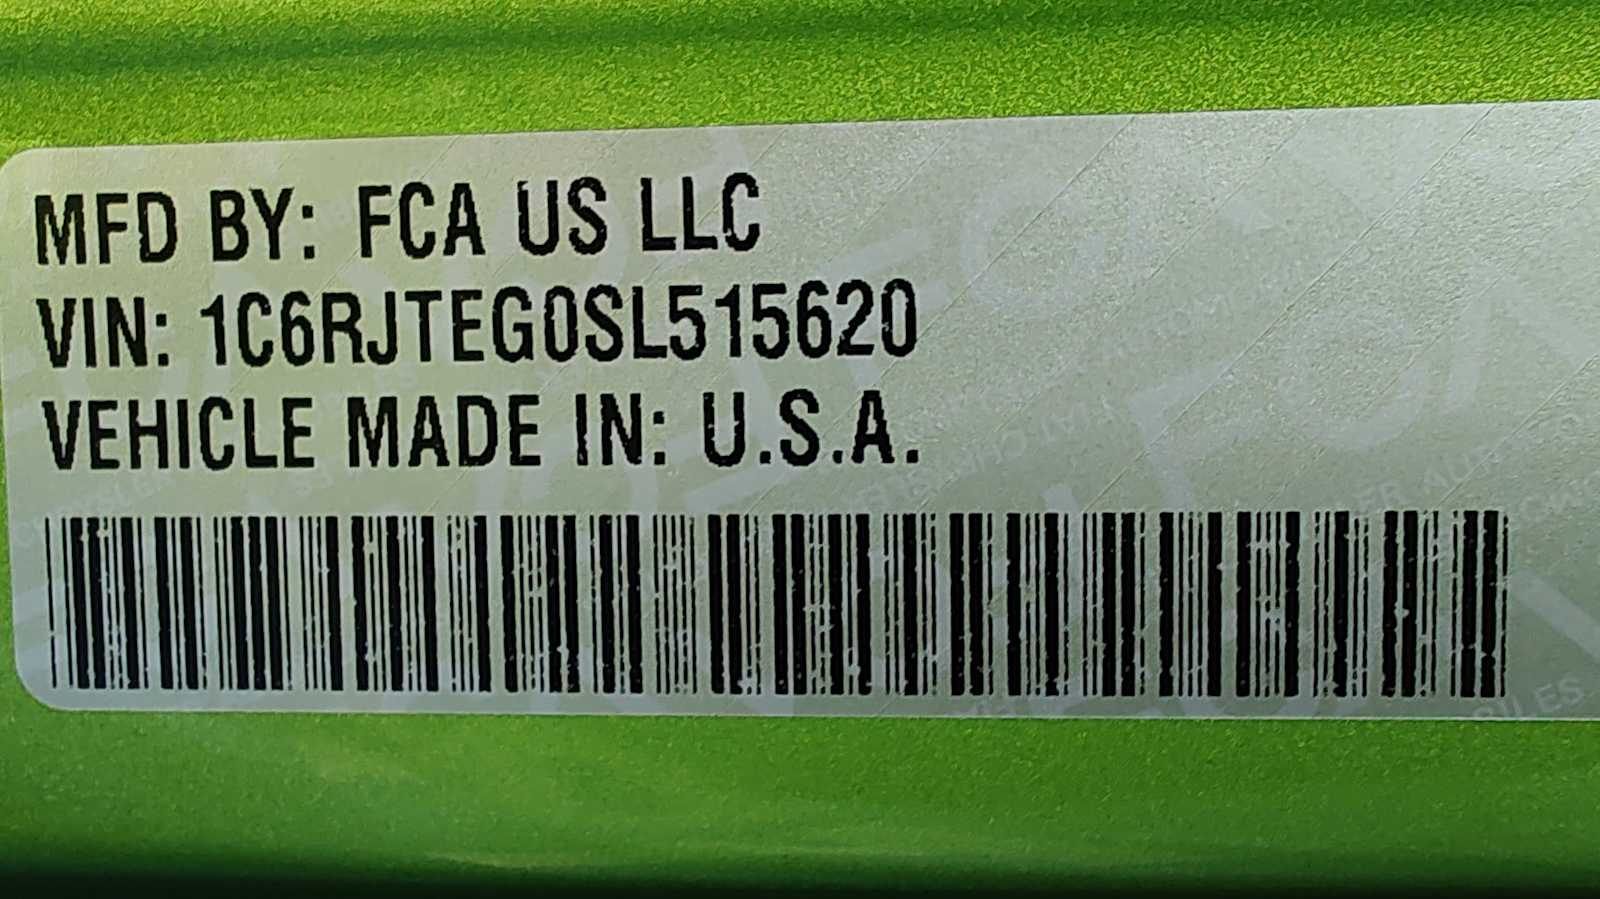 MFD BY: FCA US LLC
VIN: 1C6RJTEG0SL515620
VEHICLE MADE IN: U.S.A.